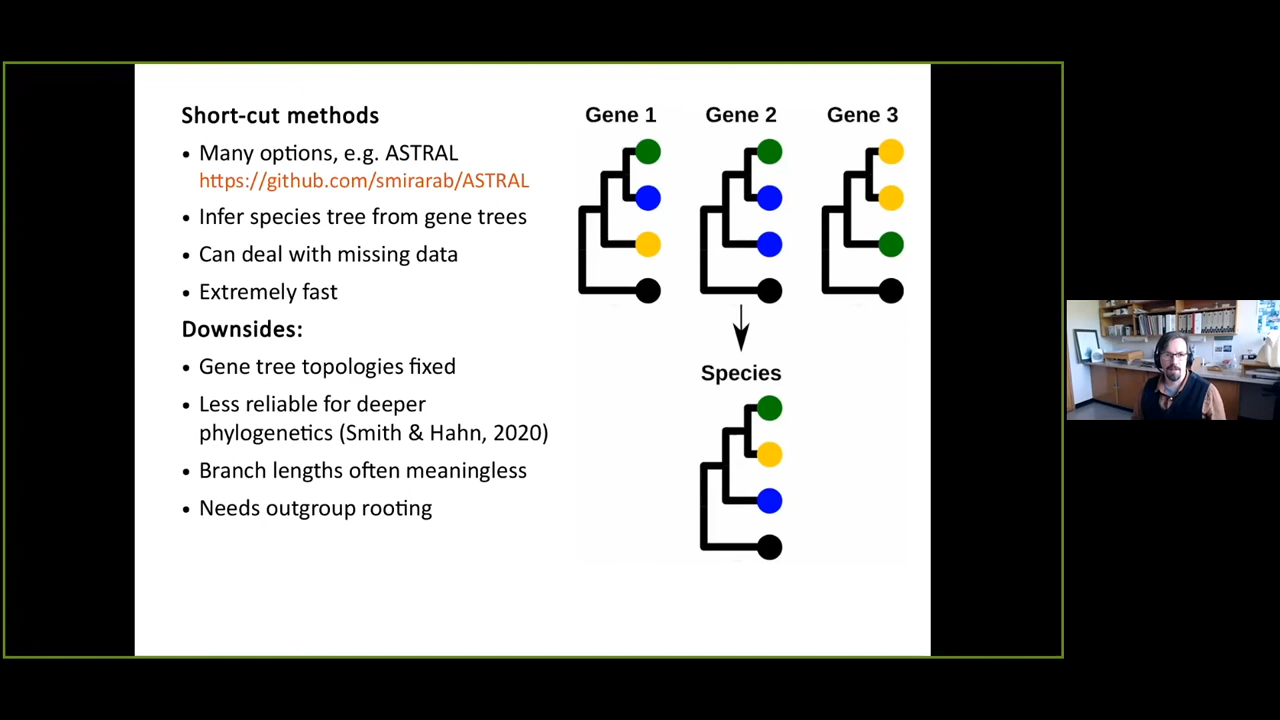 Short-cut methods
• Many options, e.g. ASTRAL
https://github.com/smirarab/ASTRAL
• Infer species tree from gene trees
• Can deal with missing data
• Extremely fast
Downsides:
• Gene tree topologies fixed
• Less reliable for deeper
phylogenetics (Smith & Hahn, 2020)
• Branch lengths often meaningless
• Needs outgroup rooting
Gene 1
Gene 2
Gene 3
Species